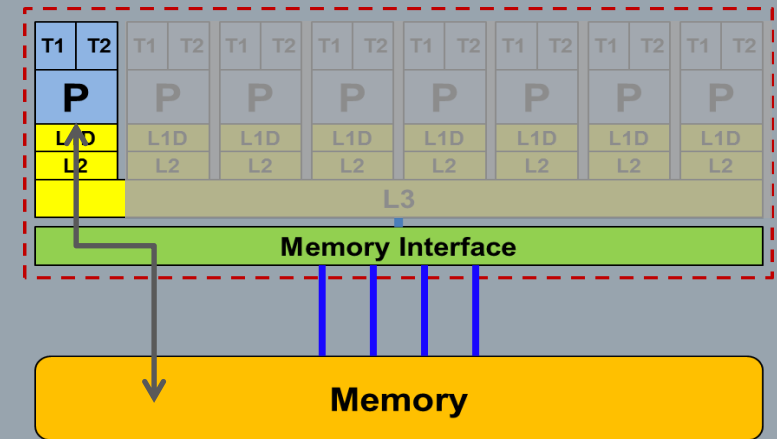 T1 T2 T1 T2 T1 T2 T1 T2 T1 T2 T1 T2 T1 T2 T1 T2
P P P P P P P P
L1D L1D L1D L1D L1D L1D L1D L1D
L2 L2 L2 L2 L2 L2 L2 L2
L3
Memory Interface
Memory